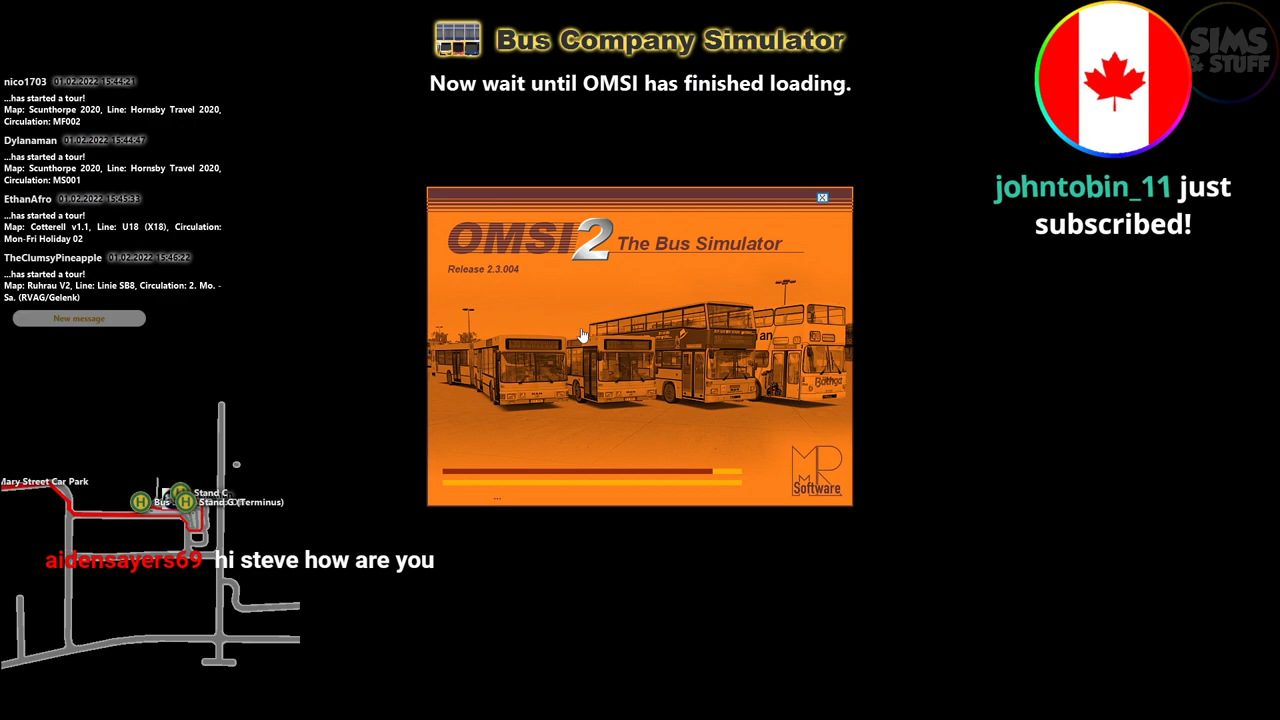 Bus Company Simulator
Now wait until OMSI has finished loading.
SIMS
& STUFF
nico1703 01.02.2022 15:44:21
...has started a tour!
Map: Scunthorpe 2020, Line: Hornsby Travel 2020,
Circulation: MF002
Dylanaman 01.02.2022 15:44:47
...has started a tour!
Map: Scunthorpe 2020, Line: Hornsby Travel 2020,
Circulation: MS001
EthanAfro 01.02.2022 15:45:33
...has started a tour!
Map: Cotterell v1.1, Line: U18 (X18), Circulation:
Mon-Fri Holiday 02
TheClumsyPineapple 01.02.2022 15:46:22
...has started a tour!
Map: Ruhrau V2, Line: Linie SB8, Circulation: 2. Mo. -
Sa. (RVAG/Gelenk)
New message
johntobin_11 just
subscribed!
OMSI 2 The Bus Simulator
Release 2.3.004
an
MR
Software
...
Mary Street Car Park
Stand C
Bus
Stand G (Terminus)
aidensayers69 hi steve how are you